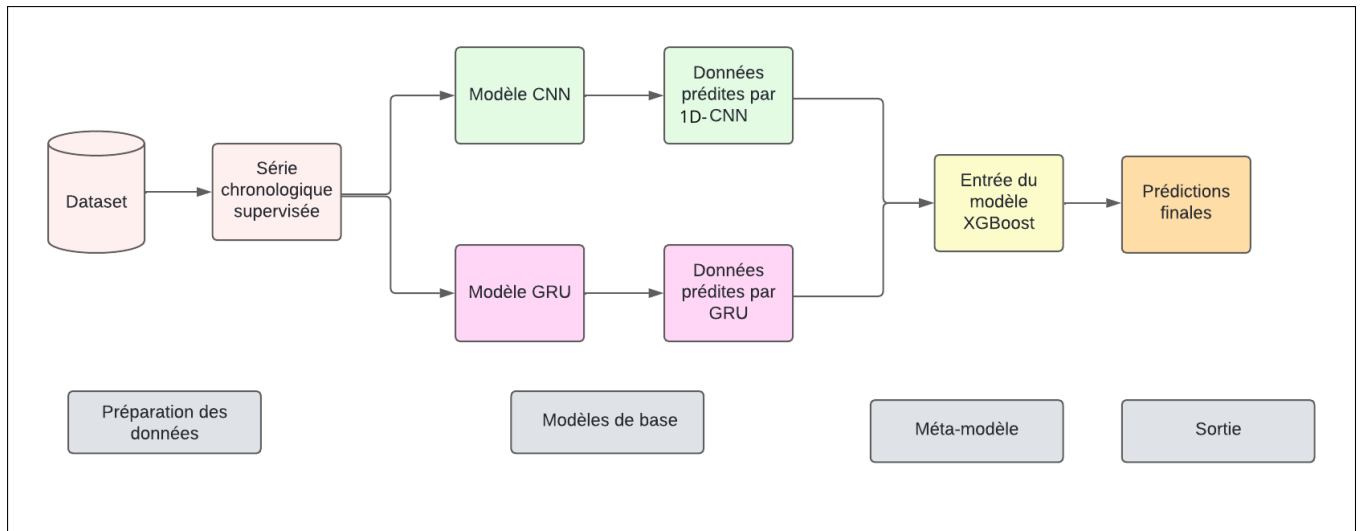 Dataset
Série
chronologique
supervisée
Modèle CNN
Données
prédites par
1D-CNN
Modèle GRU
Données
prédites par
GRU
Entrée du
modèle
XGBoost
Prédictions
finales
Préparation des
données
Modèles de base
Méta-modèle
Sortie